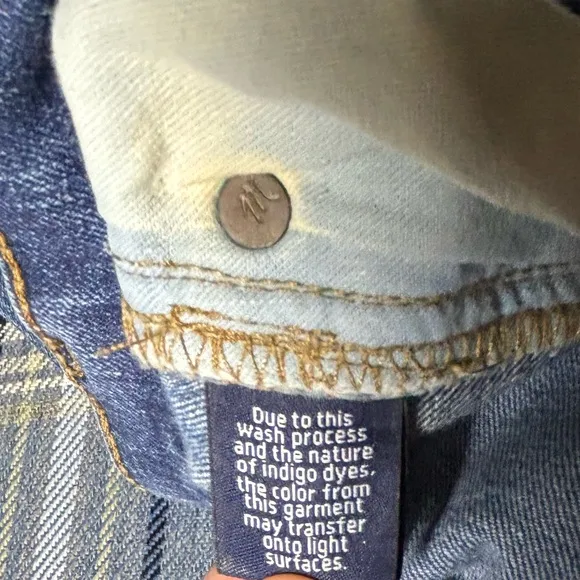 m
Due to this
wash process
and the nature
of indigo dyes,
the color from
this garment
may transfer
onto light
surfaces.